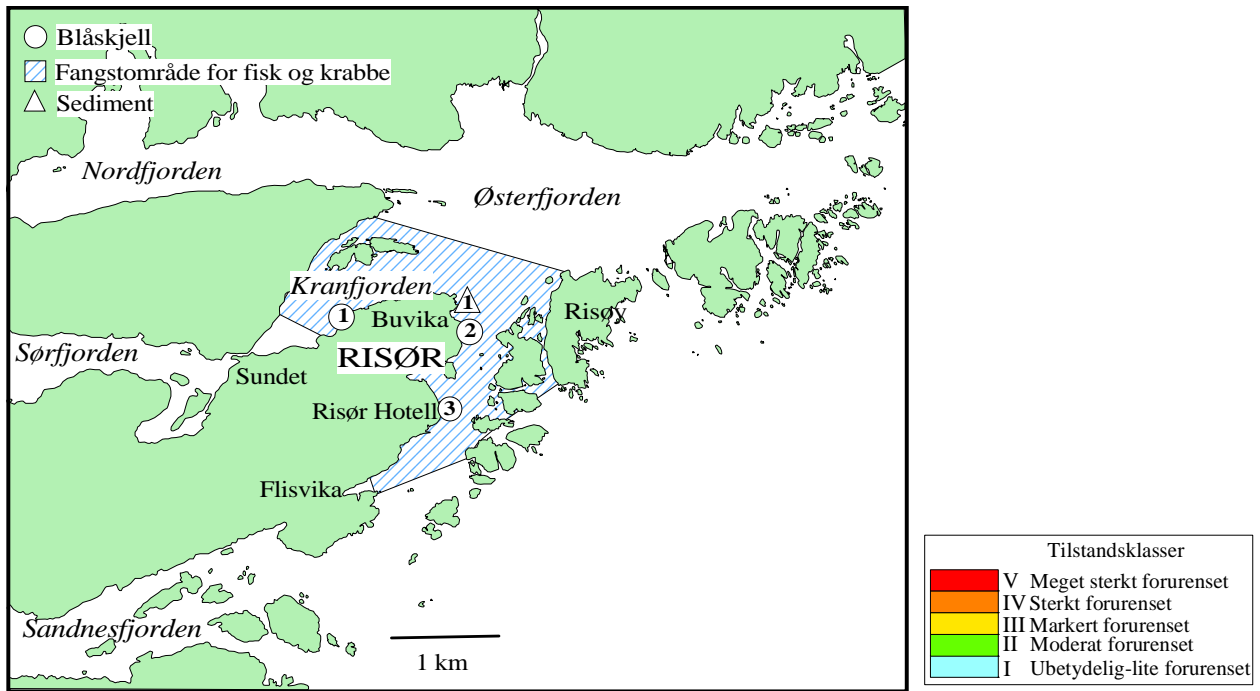 Blåskjell
Fangstområde for fisk og krabbe
Sediment
Nordfjorden
Østerfjorden
Kranfjorden
1
1
Buvika
2
Risøy
Sørfjorden
RISØR
Sundet
Risør Hotell
3
Flisvika
Sandnesfjorden
1 km
Tilstandsklasser
V Meget sterkt forurenset
IV Sterkt forurenset
III Markert forurenset
II Moderat forurenset
I Ubetydelig-lite forurenset